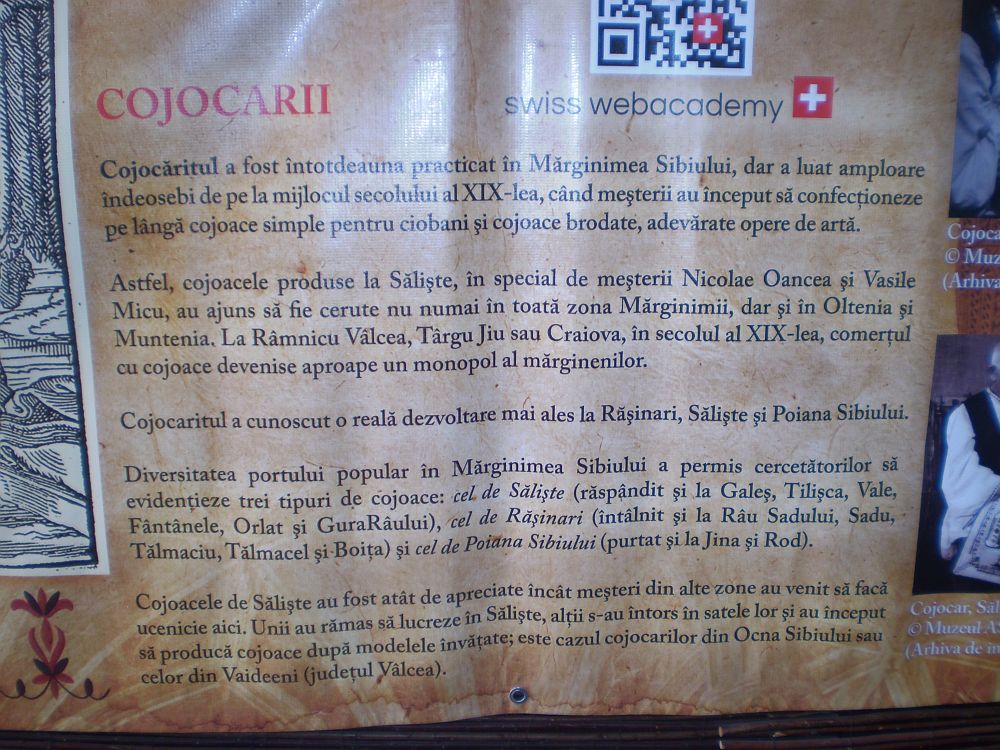 COJOCARII
swiss webacademy
Cojocăritul a fost întotdeauna practicat în Mărginimea Sibiului, dar a luat amploare
îndeosebi de pe la mijlocul secolului al XIX-lea, când meşterii au început să confecţioneze
pe lângă cojoace simple pentru ciobani şi cojoace brodate, adevărate opere de artă.
Astfel, cojoacele produse la Sălişte, în special de meşterii Nicolae Oancea şi Vasile
Micu, au ajuns să fie cerute nu numai în toată zona Mărginimii, dar şi în Oltenia şi
Muntenia. La Râmnicu Vâlcea, Târgu Jiu sau Craiova, în secolul al XIX-lea, comerţul
cu cojoace devenise aproape un monopol al mărginenilor.
Cojocaritul a cunoscut o reală dezvoltare mai ales la Răşinari, Sălişte şi Poiana Sibiului.
Diversitatea portului popular în Mărginimea Sibiului a permis cercetătorilor să
evidenţieze trei tipuri de cojoace: cel de Sălişte (răspândit şi la Galeş, Tilişca, Vale,
Fântânele, Orlat şi GuraRâului), cel de Răşinari (întâlnit şi la Râu Sadului, Sadu,
Tălmaciu, Tălmacel şi Boiţa) şi cel de Poiana Sibiului (purtat şi la Jina şi Rod).
Cojoacele de Sălişte au fost atât de apreciate încât meşteri din alte zone au venit să facă
ucenicie aici. Unii au rămas să lucreze în Sălişte, alţii s-au întors în satele lor şi au început
să producă cojoace după modelele învăţate; este cazul cojocarilor din Ocna Sibiului sau
celor din Vaideeni (judeţul Vâlcea).
Cojoca
© Muz
(Arhiva
Cojocar, Săl
© Muzeul AS
(Arhiva de im